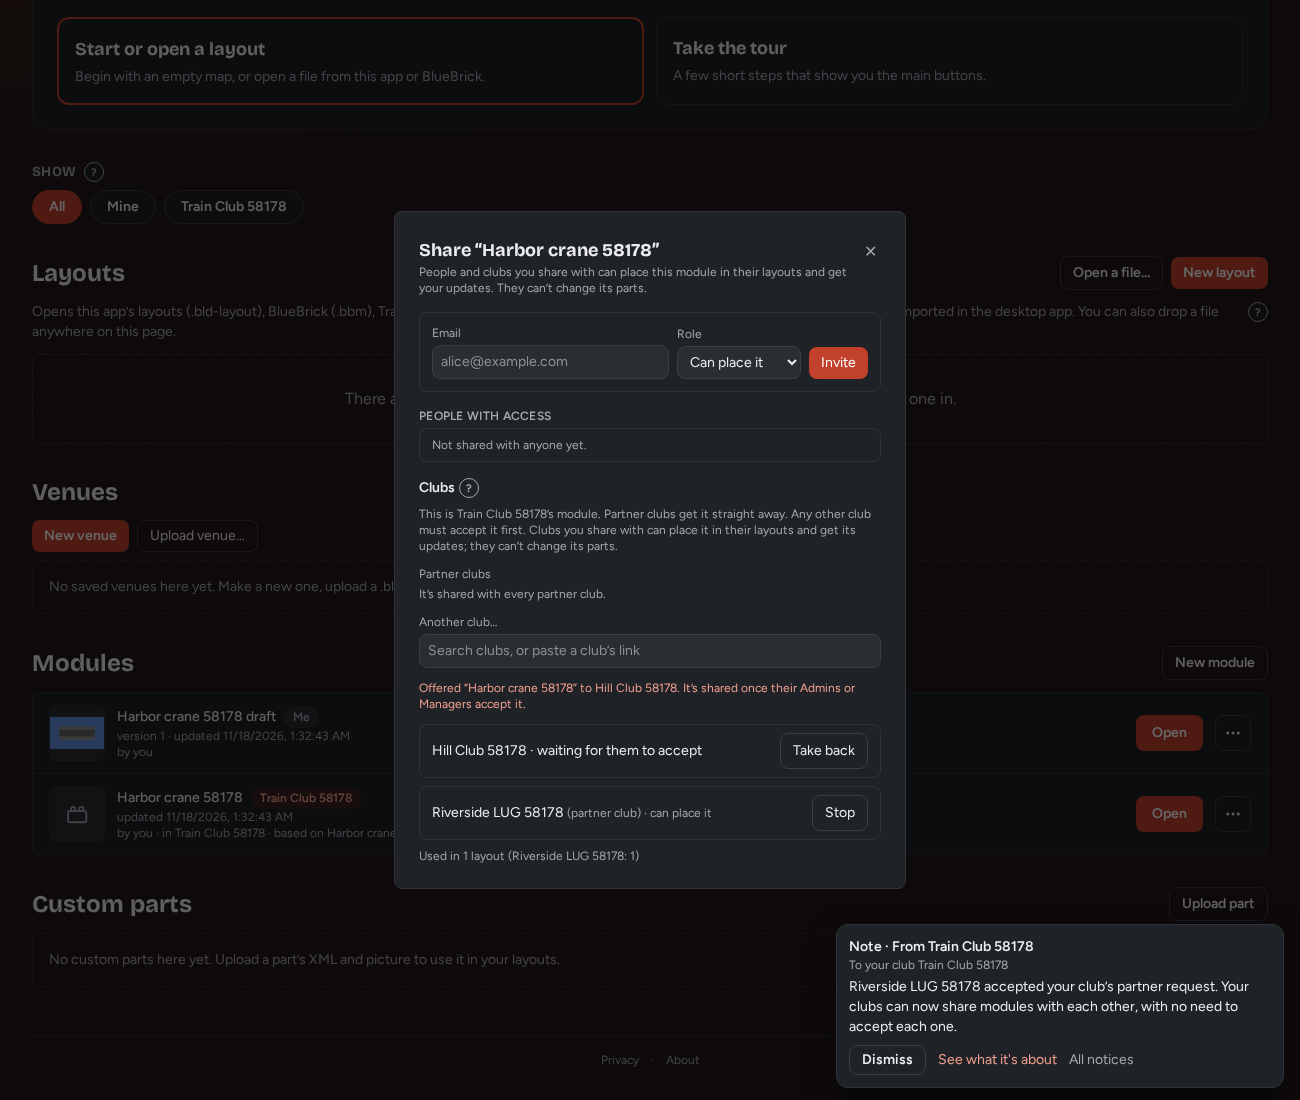 Start or open a layout
Begin with an empty map, or open a file from this app or BlueBrick.
Take the tour
A few short steps that show you the main buttons.
SHOW ?
All
Mine
Train Club 58178
Layouts
Open a file…
New layout
Opens this app's layouts (.bld-layout), BlueBrick (.bbm), Tra
nported in the desktop app. You can also drop a file
?
anywhere on this page.
There a
one in.
Venues
New venue
Upload venue…
No saved venues here yet. Make a new one, upload a .bl
Modules
New module
Harbor crane 58178 draft Me
version 1 · updated 11/18/2026, 1:32:43 AM
by you
Open
Harbor crane 58178 Train Club 58178
updated 11/18/2026, 1:32:43 AM
by you · in Train Club 58178 · based on Harbor crane
Open
Custom parts
Upload part
No custom parts here yet. Upload a part's XML and picture to use it in your layouts.
Privacy · About
Share “Harbor crane 58178”
×
People and clubs you share with can place this module in their layouts and get
your updates. They can’t change its parts.
Email
Role
alice@example.com
Can place it
Invite
PEOPLE WITH ACCESS
Not shared with anyone yet.
Clubs ?
This is Train Club 58178’s module. Partner clubs get it straight away. Any other club
must accept it first. Clubs you share with can place it in their layouts and get its
updates; they can’t change its parts.
Partner clubs
It’s shared with every partner club.
Another club…
Search clubs, or paste a club’s link
Offered “Harbor crane 58178” to Hill Club 58178. It’s shared once their Admins or
Managers accept it.
Hill Club 58178 · waiting for them to accept
Take back
Riverside LUG 58178 (partner club) · can place it
Stop
Used in 1 layout (Riverside LUG 58178: 1)
Note · From Train Club 58178
To your club Train Club 58178
Riverside LUG 58178 accepted your club’s partner request. Your
clubs can now share modules with each other, with no need to
accept each one.
Dismiss
See what it's about
All notices